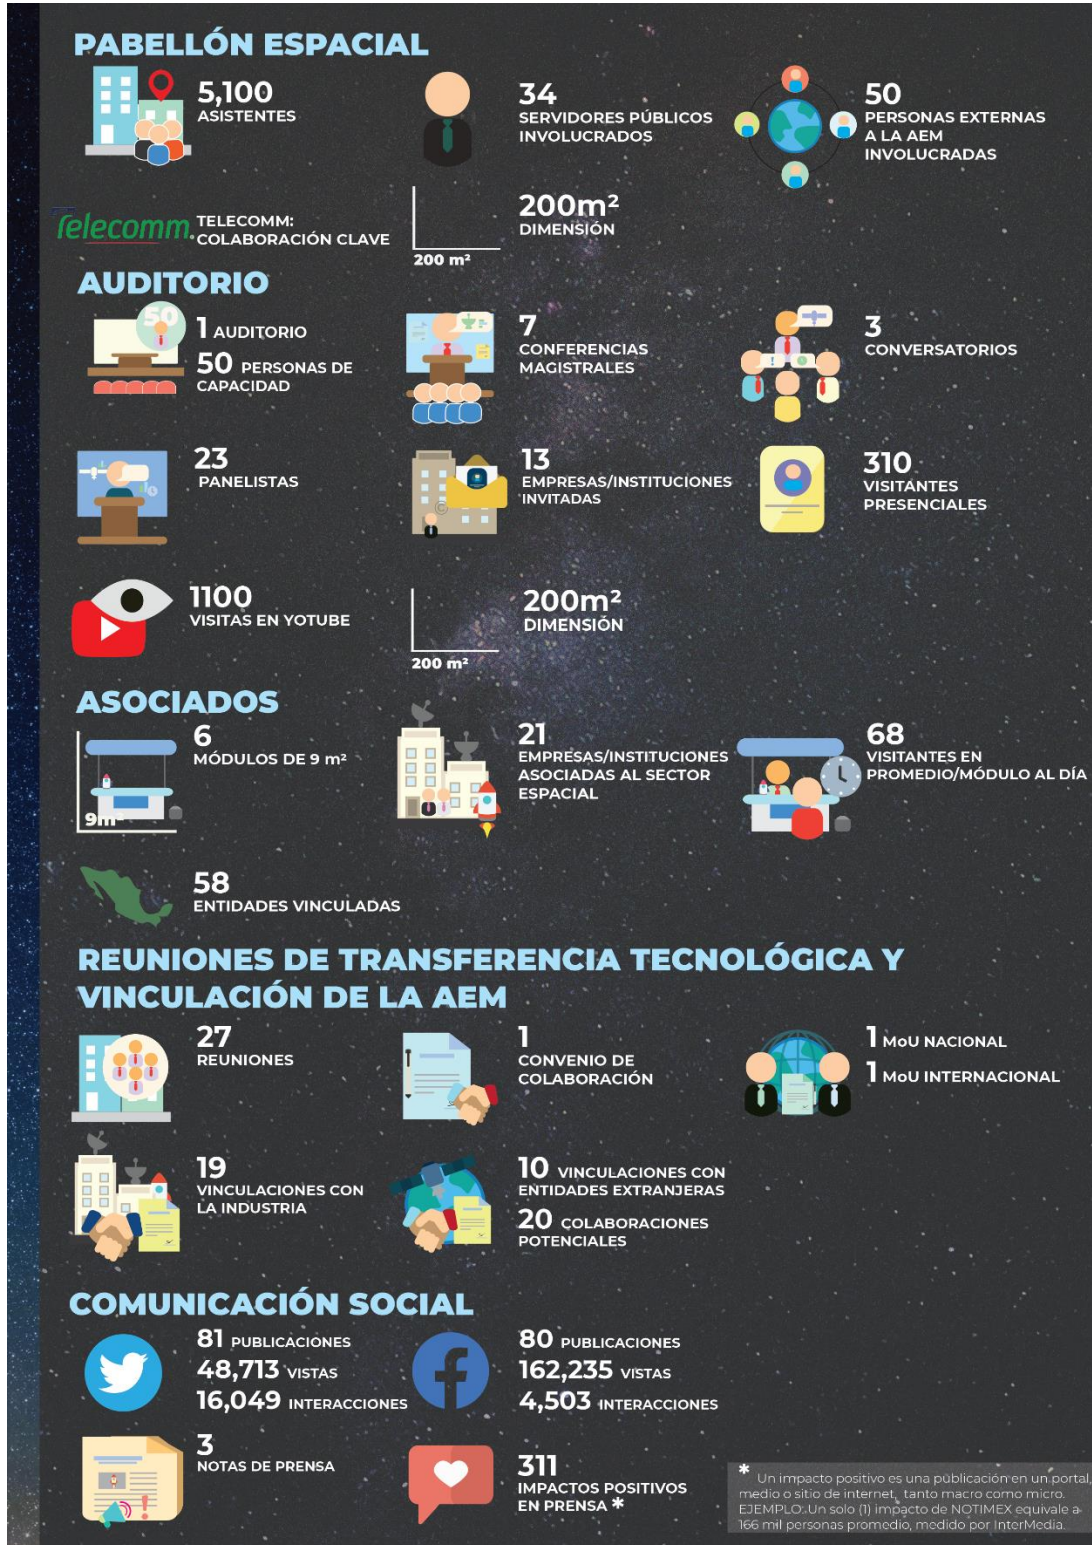 PABELLÓN ESPACIAL
5,100
ASISTENTES
34
SERVIDORES PÚBLICOS
INVOLUCRADOS
50
PERSONAS EXTERNAS
A LA AEM
INVOLUCRADAS
Telecomm.
TELECOMM:
COLABORACIÓN CLAVE
200 m²
200m²
DIMENSIÓN
AUDITORIO
50
1 AUDITORIO
50 PERSONAS DE
CAPACIDAD
7
CONFERENCIAS
MAGISTRALES
3
CONVERSATORIOS
23
PANELISTAS
13
EMPRESAS/INSTITUCIONES
INVITADAS
310
VISITANTES
PRESENCIALES
1100
VISITAS EN YOTUBE
200 m²
200m²
DIMENSIÓN
ASOCIADOS
9m²
6
MÓDULOS DE 9 m²
21
EMPRESAS/INSTITUCIONES
ASOCIADAS AL SECTOR
ESPACIAL
68
VISITANTES EN
PROMEDIO/MÓDULO AL DÍA
58
ENTIDADES VINCULADAS
REUNIONES DE TRANSFERENCIA TECNOLÓGICA Y
VINCULACIÓN DE LA AEM
27
REUNIONES
1
CONVENIO DE
COLABORACIÓN
1 MoU NACIONAL
1 MoU INTERNACIONAL
19
VINCULACIONES CON
LA INDUSTRIA
10 VINCULACIONES CON
ENTIDADES EXTRANJERAS
20 COLABORACIONES
POTENCIALES
COMUNICACIÓN SOCIAL
81 PUBLICACIONES
48,713 VISTAS
16,049 INTERACCIONES
80 PUBLICACIONES
162,235 VISTAS
4,503 INTERACCIONES
3
NOTAS DE PRENSA
311
IMPACTOS POSITIVOS
EN PRENSA *
* Un impacto positivo es una publicación en un portal,
medio o sitio de internet, tanto macro como micro.
EJEMPLO: Un solo (1) impacto de NOTIMEX equivale a
166 mil personas promedio, medido por InterMedia.